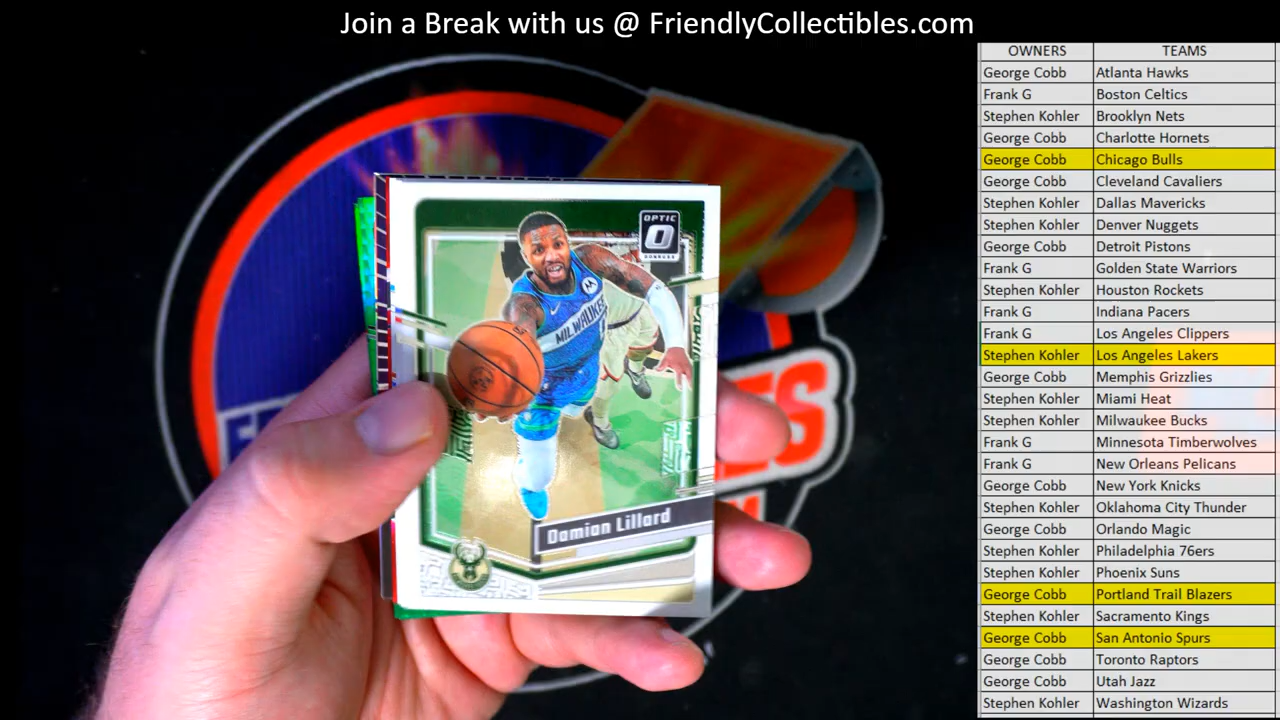 Join a Break with us @ FriendlyCollectibles.com
OWNERS TEAMS
George Cobb Atlanta Hawks
Frank G Boston Celtics
Stephen Kohler Brooklyn Nets
George Cobb Charlotte Hornets
George Cobb Chicago Bulls
George Cobb Cleveland Cavaliers
Stephen Kohler Dallas Mavericks
Stephen Kohler Denver Nuggets
George Cobb Detroit Pistons
Frank G Golden State Warriors
Stephen Kohler Houston Rockets
Frank G Indiana Pacers
Frank G Los Angeles Clippers
Stephen Kohler Los Angeles Lakers
George Cobb Memphis Grizzlies
Stephen Kohler Miami Heat
Stephen Kohler Milwaukee Bucks
Frank G Minnesota Timberwolves
Frank G New Orleans Pelicans
George Cobb New York Knicks
Stephen Kohler Oklahoma City Thunder
George Cobb Orlando Magic
Stephen Kohler Philadelphia 76ers
Stephen Kohler Phoenix Suns
George Cobb Portland Trail Blazers
Stephen Kohler Sacramento Kings
George Cobb San Antonio Spurs
George Cobb Toronto Raptors
George Cobb Utah Jazz
Stephen Kohler Washington Wizards
OPTIC
DONRUSS
MILWAUKEE
Damian Lillard